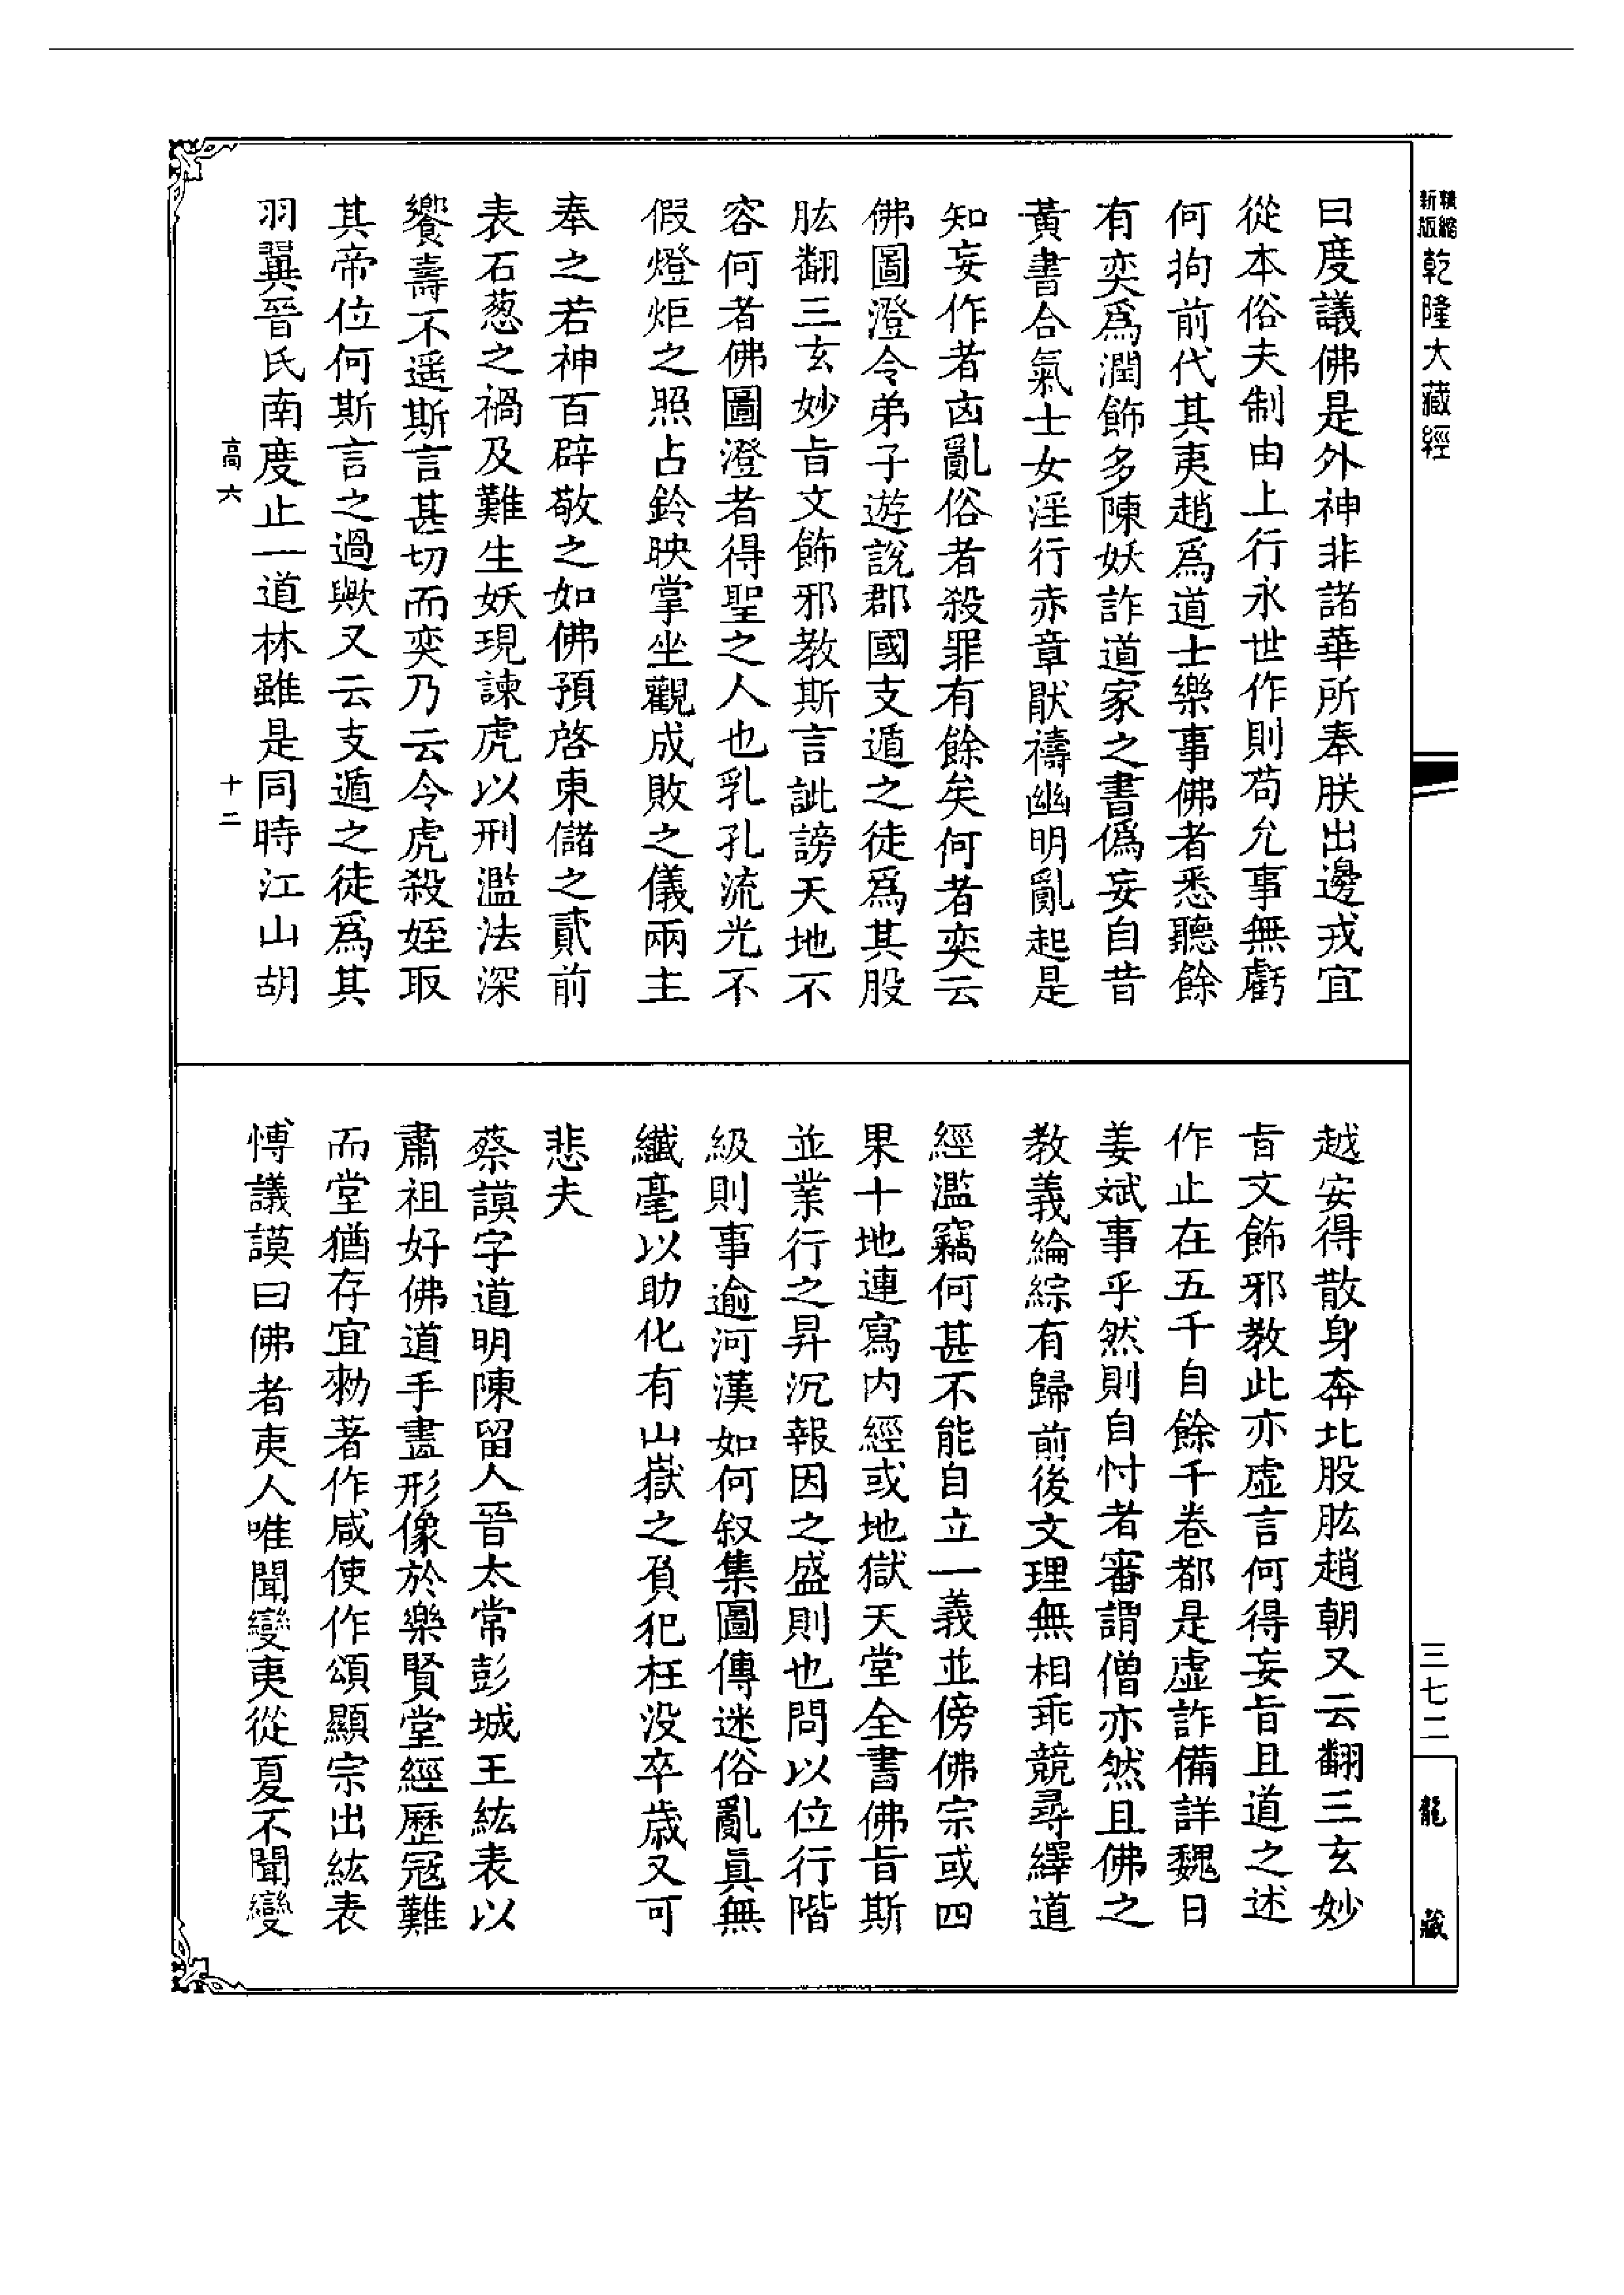 新版
精縮
乾隆大藏經
曰度議佛是外神非諸華所奉朕出邊戎宜
從本俗夫制由上行永世作則苟允事無虧
何拘前代其夷趙爲道士樂事佛者悉聽餘
有奕爲潤飾多陳妖詐道家之書僞妄自昔
黃書合氣士女淫行赤章猒禱幽明亂起是
知妄作者凶亂俗者殺罪有餘矣何者奕云
佛圖澄令弟子遊說郡國支遁之徒爲其股
肱翻三玄妙旨文飾邪教斯言訿謗天地不
容何者佛圖澄者得聖之人也乳孔流光不
假燈炬之照占鈴映掌坐觀成敗之儀兩主
奉之若神百辟敬之如佛預啓東儲之貳前
表石葱之禍及難生妖現諫虎以刑濫法深
饗壽不遥斯言甚切而奕乃云令虎殺姪取
其帝位何斯言之過歟又云支遁之徒爲其
羽翼晉氏南度止一道林雖是同時江山胡
高六 十二
越安得散身奔北股肱趙朝又云翻三玄妙
旨文飾邪教此亦虛言何得妄旨且道之述
作止在五千自餘千卷都是虛詐備詳魏日
姜斌事乎然則自忖者審謂僧亦然且佛之
教義綸綜有歸前後文理無相乖競尋繹道
經濫竊何甚不能自立一義並傍佛宗或四
果十地連寫内經或地獄天堂全書佛旨斯
並業行之昇沉報因之盛則也問以位行階
級則事逾河漢如何叙集圖傳迷俗亂真無
纖毫以助化有山嶽之負犯枉没卒歲又可
悲夫
蔡謨字道明陳留人晉太常彭城王紘表以
肅祖好佛道手畫形像於樂賢堂經歷冦難
而堂猶存宜勑著作咸使作頌顯宗出紘表
博議謨曰佛者夷人唯聞變夷從夏不聞變
三七二
龍藏